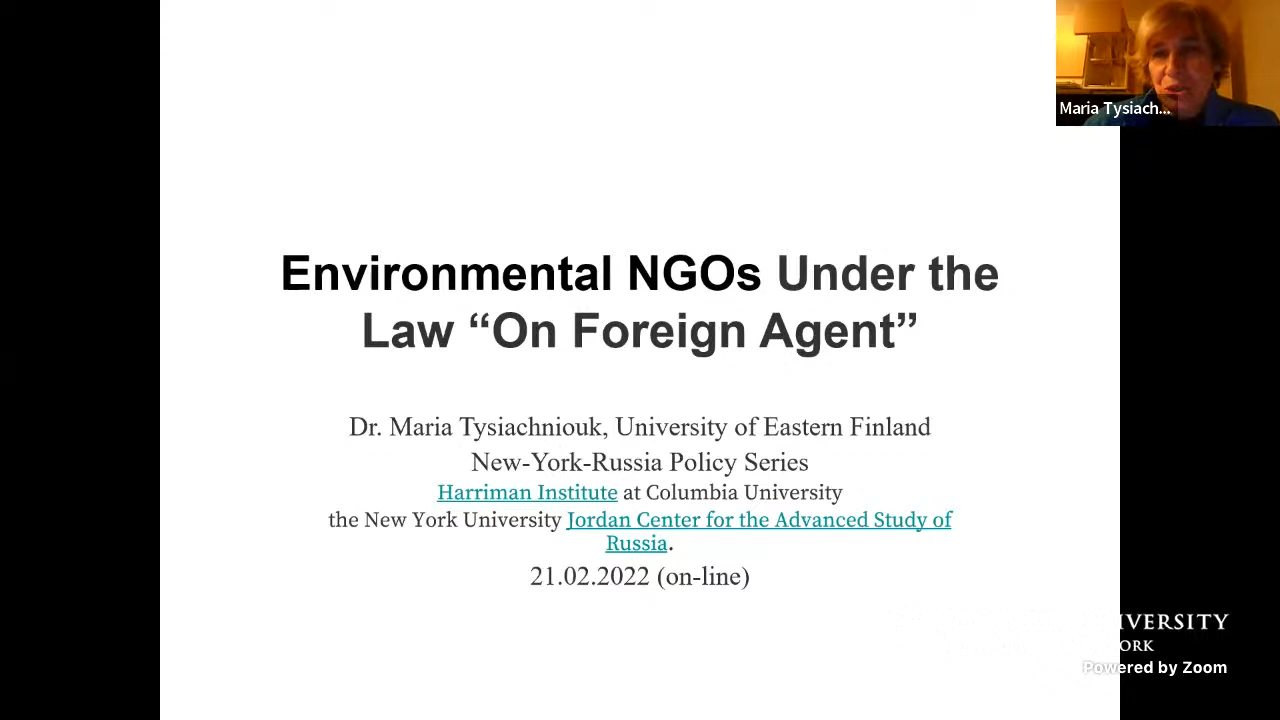 Maria Tysiach...
Environmental NGOs Under the
Law “On Foreign Agent”
Dr. Maria Tysiachniouk, University of Eastern Finland
New-York-Russia Policy Series
Harriman Institute at Columbia University
the New York University Jordan Center for the Advanced Study of
Russia.
21.02.2022 (on-line)
IVERSITY
ORK
Powered by Zoom